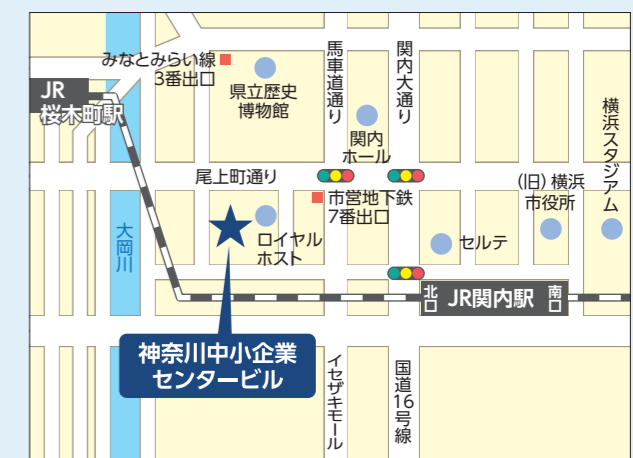 みなとみらい線
3番出口
JR
桜木町駅
県立歴史
博物館
馬車道通り
関内大通り
関内
ホール
横浜スタジアム
尾上町通り
市営地下鉄
7番出口
(旧)横浜
市役所
大岡川
ロイヤル
ホスト
セルテ
北口
JR関内駅
南口
神奈川中小企業
センタービル
イセザキモール
国道16号線